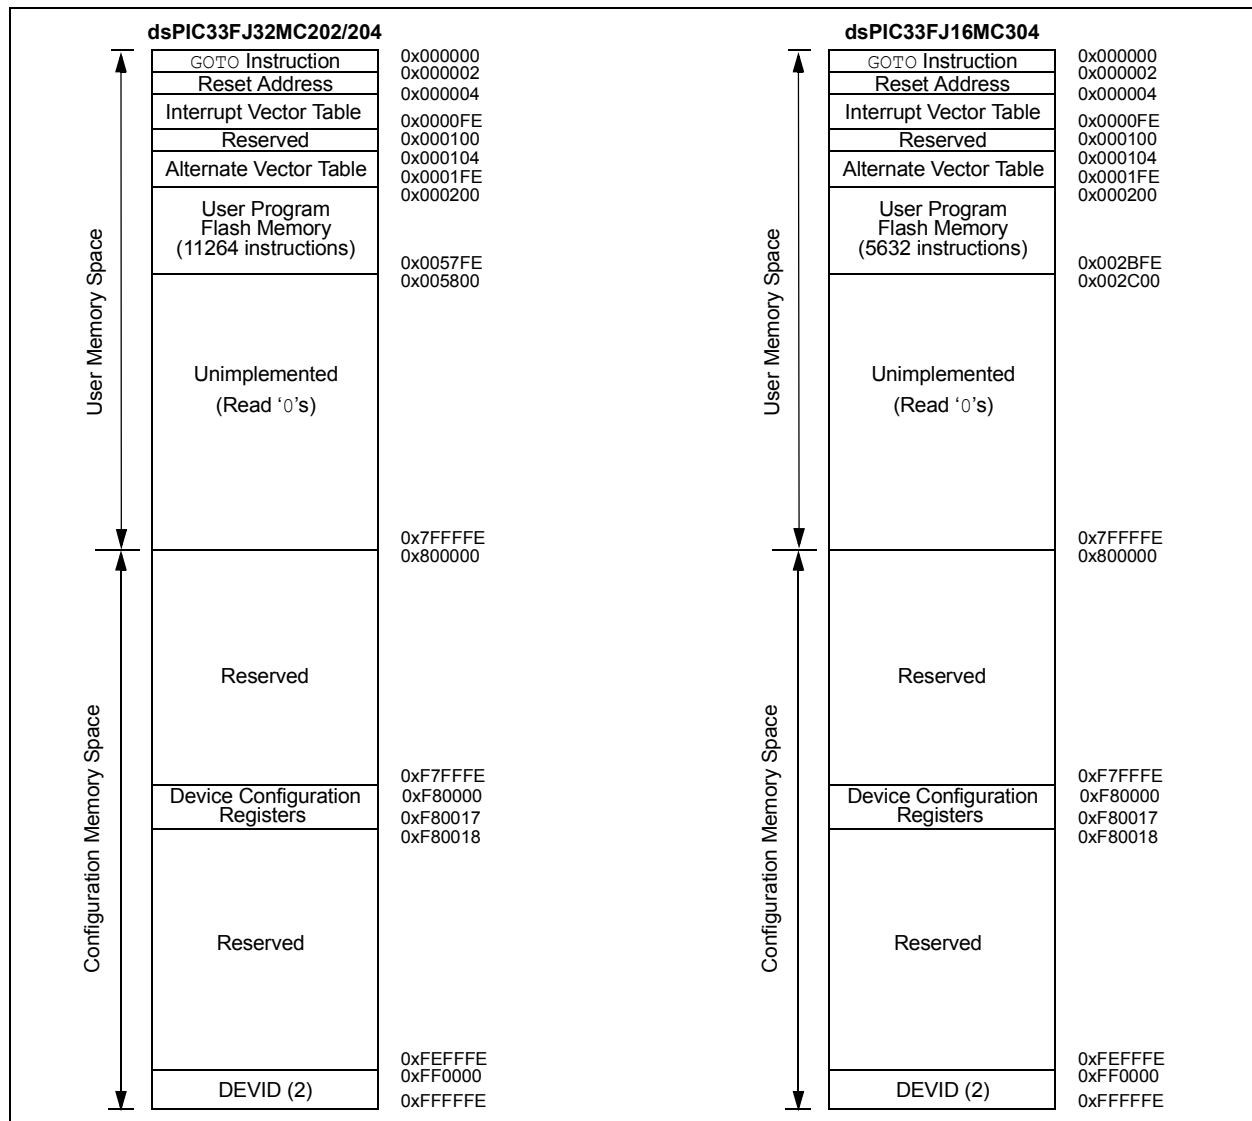 dsPIC33FJ32MC202/204
GOTO Instruction
0x000000
Reset Address
0x000002
0x000004
Interrupt Vector Table
0x0000FE
Reserved
0x000100
0x000104
Alternate Vector Table
0x0001FE
0x000200
User Program
Flash Memory
(11264 instructions)
0x0057FE
0x005800
User Memory Space
Unimplemented
(Read ‘0’s)
0x7FFFFE
0x800000
Reserved
Configuration Memory Space
0xF7FFFE
Device Configuration
Registers
0xF80000
0xF80017
0xF80018
Reserved
0xFEFFFE
0xFF0000
DEVID (2)
0xFFFFFE
dsPIC33FJ16MC304
GOTO Instruction
0x000000
Reset Address
0x000002
0x000004
Interrupt Vector Table
0x0000FE
Reserved
0x000100
0x000104
Alternate Vector Table
0x0001FE
0x000200
User Program
Flash Memory
(5632 instructions)
0x002BFE
0x002C00
User Memory Space
Unimplemented
(Read ‘0’s)
0x7FFFFE
0x800000
Reserved
Configuration Memory Space
0xF7FFFE
Device Configuration
Registers
0xF80000
0xF80017
0xF80018
Reserved
0xFEFFFE
0xFF0000
DEVID (2)
0xFFFFFE